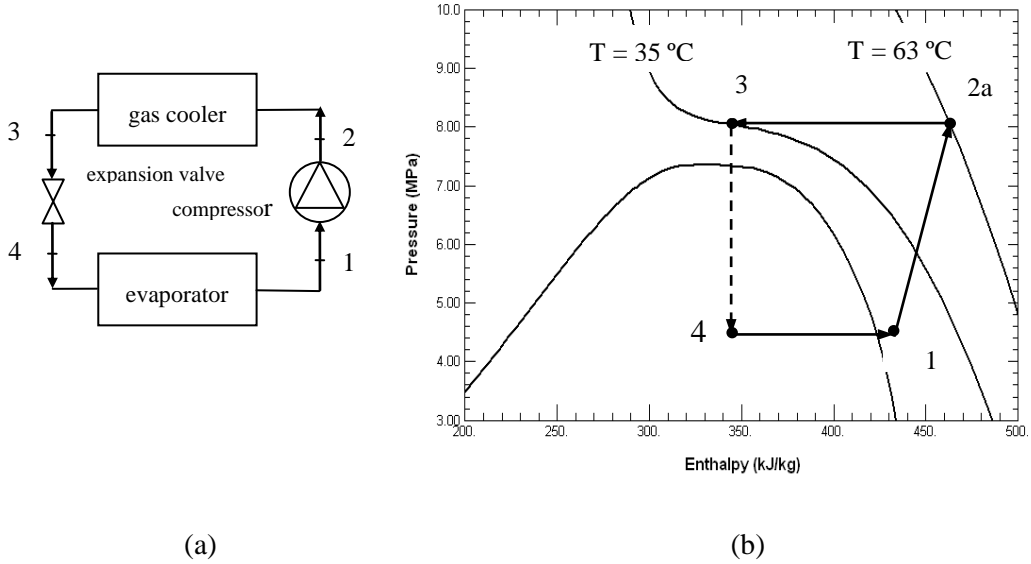 gas cooler
3
2
expansion valve
compressor
4
1
evaporator
(a)
10.0
9.00
8.00
7.00
6.00
5.00
4.00
3.00
Pressure (MPa)
T = 35 ºC
T = 63 ºC
3
2a
4
1
200.
250.
300.
350.
400.
450.
500.
Enthalpy (kJ/kg)
(b)